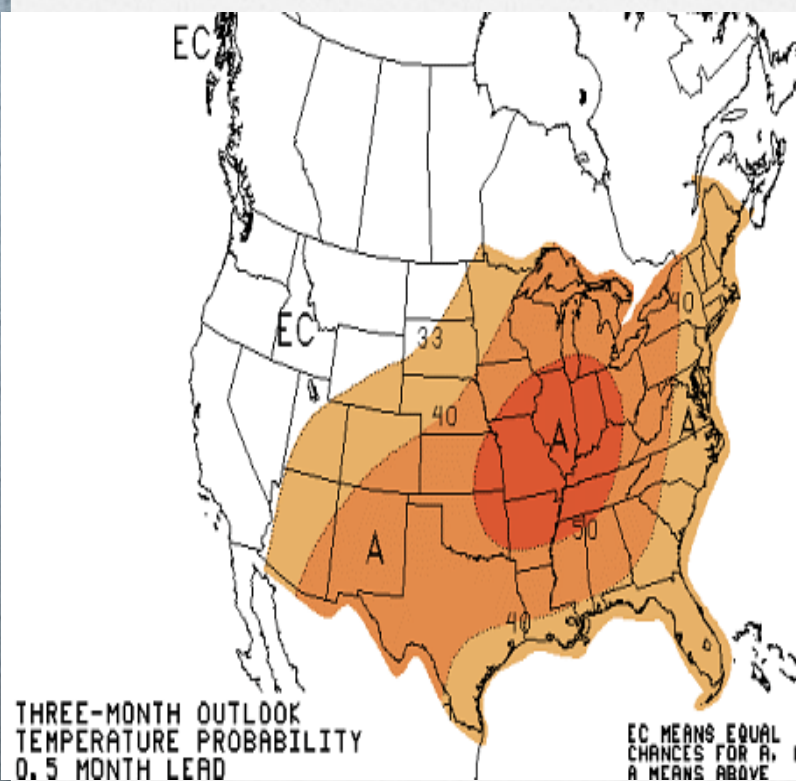 EC
EC
33
40
40
A
A
A
50
40
THREE-MONTH OUTLOOK
TEMPERATURE PROBABILITY
0.5 MONTH LEAD
EC MEANS EQUAL
CHANCES FOR A,
A MEANS ABOVE